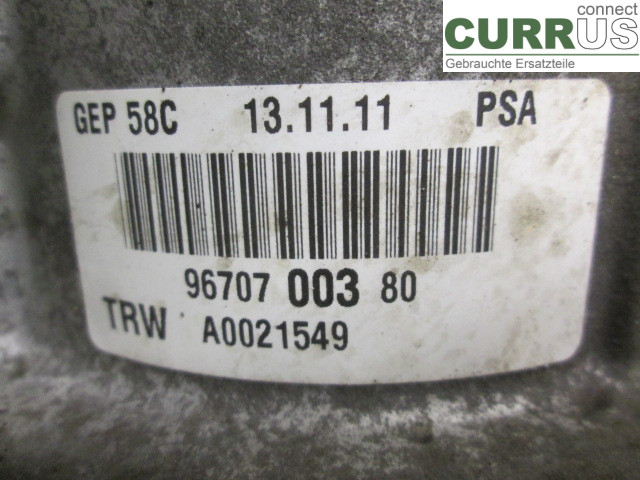 connect
CURRUS
Gebrauchte Ersatzteile
GEP 58C 13.11.11 PSA
96707 003 80
TRW A0021549